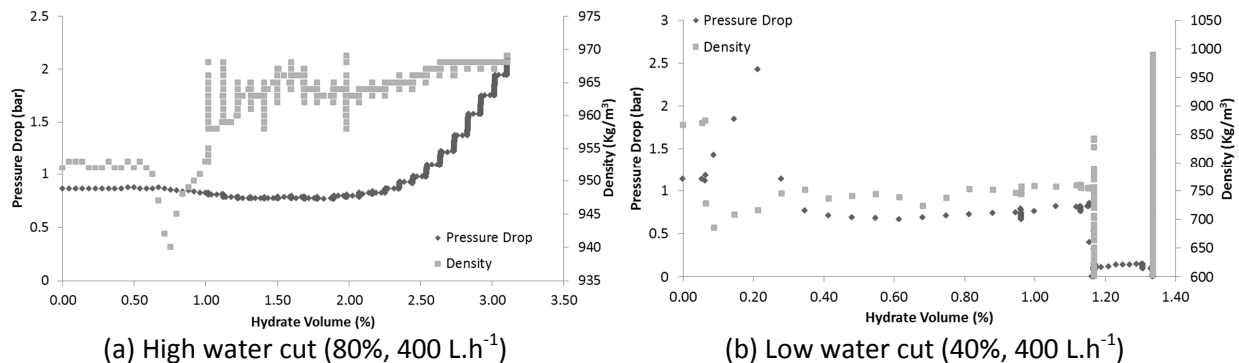 2.5
2
1.5
1
0.5
0
Pressure Drop (bar)
975
970
965
960
955
950
945
940
935
Density (Kg/m³)
Pressure Drop
Density
0.00 0.50 1.00 1.50 2.00 2.50 3.00 3.50
Hydrate Volume (%)
(a) High water cut (80%, 400 L.h⁻¹)
3
2.5
2
1.5
1
0.5
0
Pressure Drop (bar)
Pressure Drop
Density
1050
1000
950
900
850
800
750
700
650
600
Density (Kg/m³)
0.00 0.20 0.40 0.60 0.80 1.00 1.20 1.40
Hydrate Volume (%)
(b) Low water cut (40%, 400 L.h⁻¹)